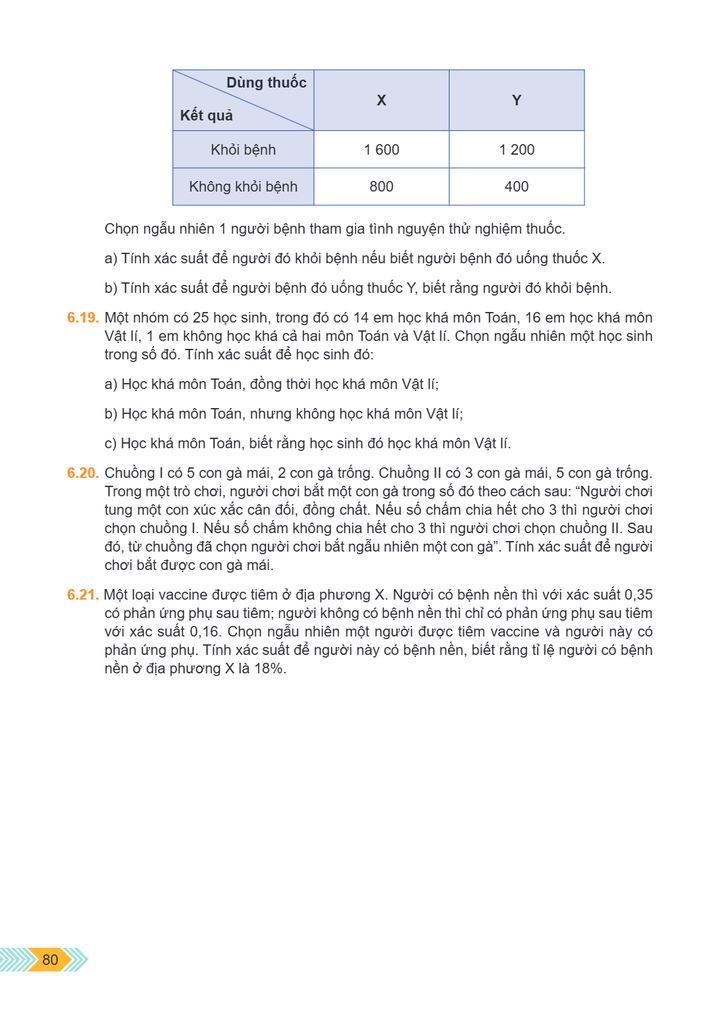 Dùng thuốc
Kết quả
X
Y
Khỏi bệnh
1 600
1 200
Không khỏi bệnh
800
400
Chọn ngẫu nhiên 1 người bệnh tham gia tình nguyện thử nghiệm thuốc.
a) Tính xác suất để người đó khỏi bệnh nếu biết người bệnh đó uống thuốc X.
b) Tính xác suất để người bệnh đó uống thuốc Y, biết rằng người đó khỏi bệnh.
6.19. Một nhóm có 25 học sinh, trong đó có 14 em học khá môn Toán, 16 em học khá môn
Vật lí, 1 em không học khá cả hai môn Toán và Vật lí. Chọn ngẫu nhiên một học sinh
trong số đó. Tính xác suất để học sinh đó:
a) Học khá môn Toán, đồng thời học khá môn Vật lí;
b) Học khá môn Toán, nhưng không học khá môn Vật lí;
c) Học khá môn Toán, biết rằng học sinh đó học khá môn Vật lí.
6.20. Chuồng I có 5 con gà mái, 2 con gà trống. Chuồng II có 3 con gà mái, 5 con gà trống.
Trong một trò chơi, người chơi bắt một con gà trong số đó theo cách sau: “Người chơi
tung một con xúc xắc cân đối, đồng chất. Nếu số chấm chia hết cho 3 thì người chơi
chọn chuồng I. Nếu số chấm không chia hết cho 3 thì người chơi chọn chuồng II. Sau
đó, từ chuồng đã chọn người chơi bắt ngẫu nhiên một con gà”. Tính xác suất để người
chơi bắt được con gà mái.
6.21. Một loại vaccine được tiêm ở địa phương X. Người có bệnh nền thì với xác suất 0,35
có phản ứng phụ sau tiêm; người không có bệnh nền thì chỉ có phản ứng phụ sau tiêm
với xác suất 0,16. Chọn ngẫu nhiên một người được tiêm vaccine và người này có
phản ứng phụ. Tính xác suất để người này có bệnh nền, biết rằng tỉ lệ người có bệnh
nền ở địa phương X là 18%.
80